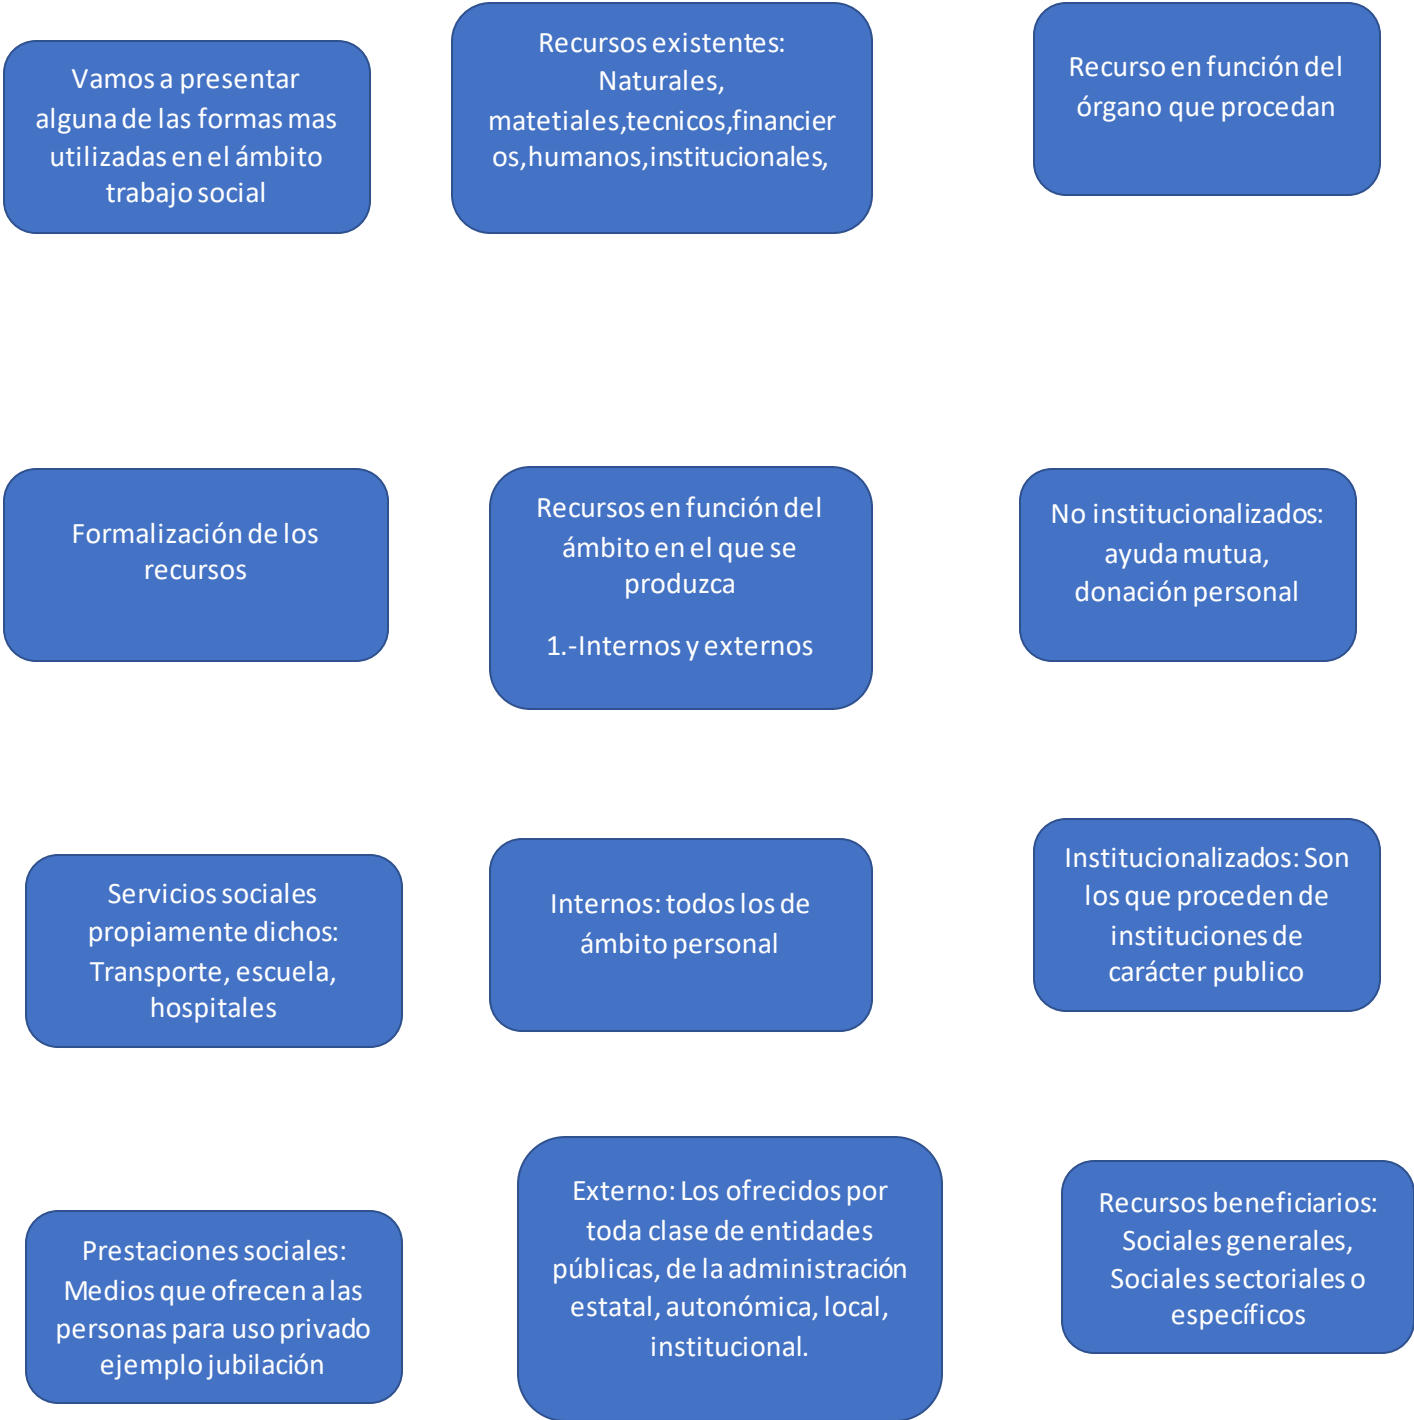 Vamos a presentar
alguna de las formas mas
utilizadas en el ámbito
trabajo social
Recursos existentes:
Naturales,
matetiales,tecnicos,financier
os,humanos,institucionales,
Recurso en función del
órgano que procedan
Formalización de los
recursos
Recursos en función del
ámbito en el que se
produzca
1.-Internos y externos
No institucionalizados:
ayuda mutua,
donación personal
Servicios sociales
propiamente dichos:
Transporte, escuela,
hospitales
Internos: todos los de
ámbito personal
Institucionalizados: Son
los que proceden de
instituciones de
carácter publico
Prestaciones sociales:
Medios que ofrecen a las
personas para uso privado
ejemplo jubilación
Externo: Los ofrecidos por
toda clase de entidades
públicas, de la administración
estatal, autonómica, local,
institucional.
Recursos beneficiarios:
Sociales generales,
Sociales sectoriales o
específicos